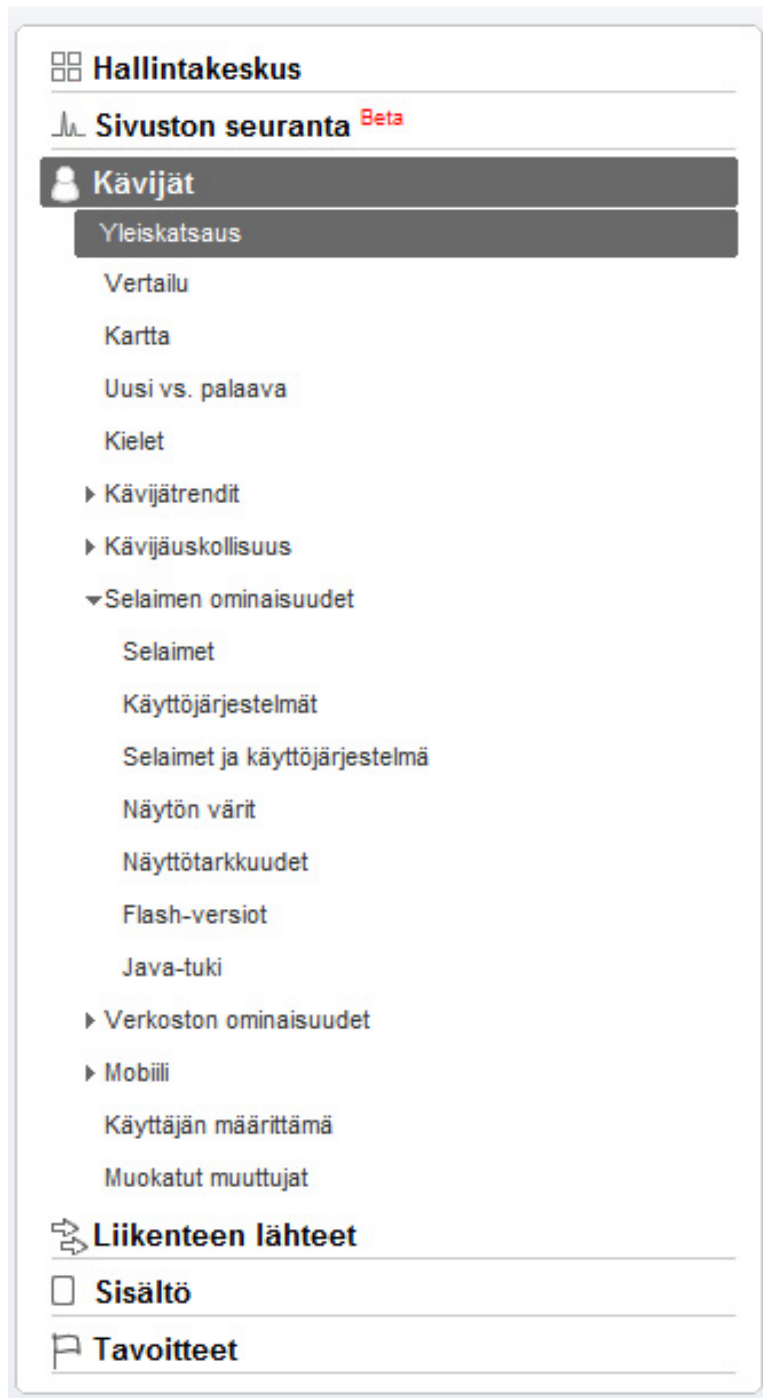 Hallintakeskus
Sivuston seuranta Beta
Kävijät
Yleiskatsaus
Vertailu
Kartta
Uusi vs. palaava
Kielet
Kävijätrendit
Kävijäuskollisuus
Selaimen ominaisuudet
Selaimet
Käyttöjärjestelmät
Selaimet ja käyttöjärjestelmä
Näytön värit
Näyttötarkkuudet
Flash-versiot
Java-tuki
Verkoston ominaisuudet
Mobiili
Käyttäjän määrittämä
Muokatut muuttujat
Liikenteen lähteet
Sisältö
Tavoitteet